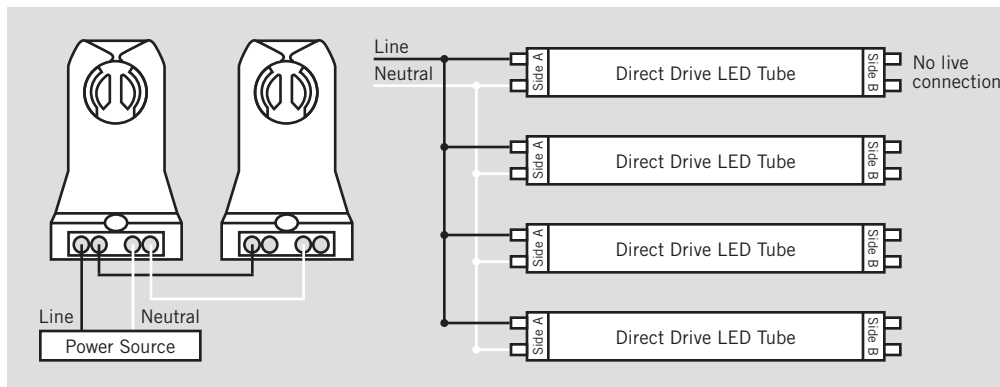 Line
Neutral
Power Source
Line
Neutral
Side A
Direct Drive LED Tube
Side B
No live
connection
Side A
Direct Drive LED Tube
Side B
Side A
Direct Drive LED Tube
Side B
Side A
Direct Drive LED Tube
Side B